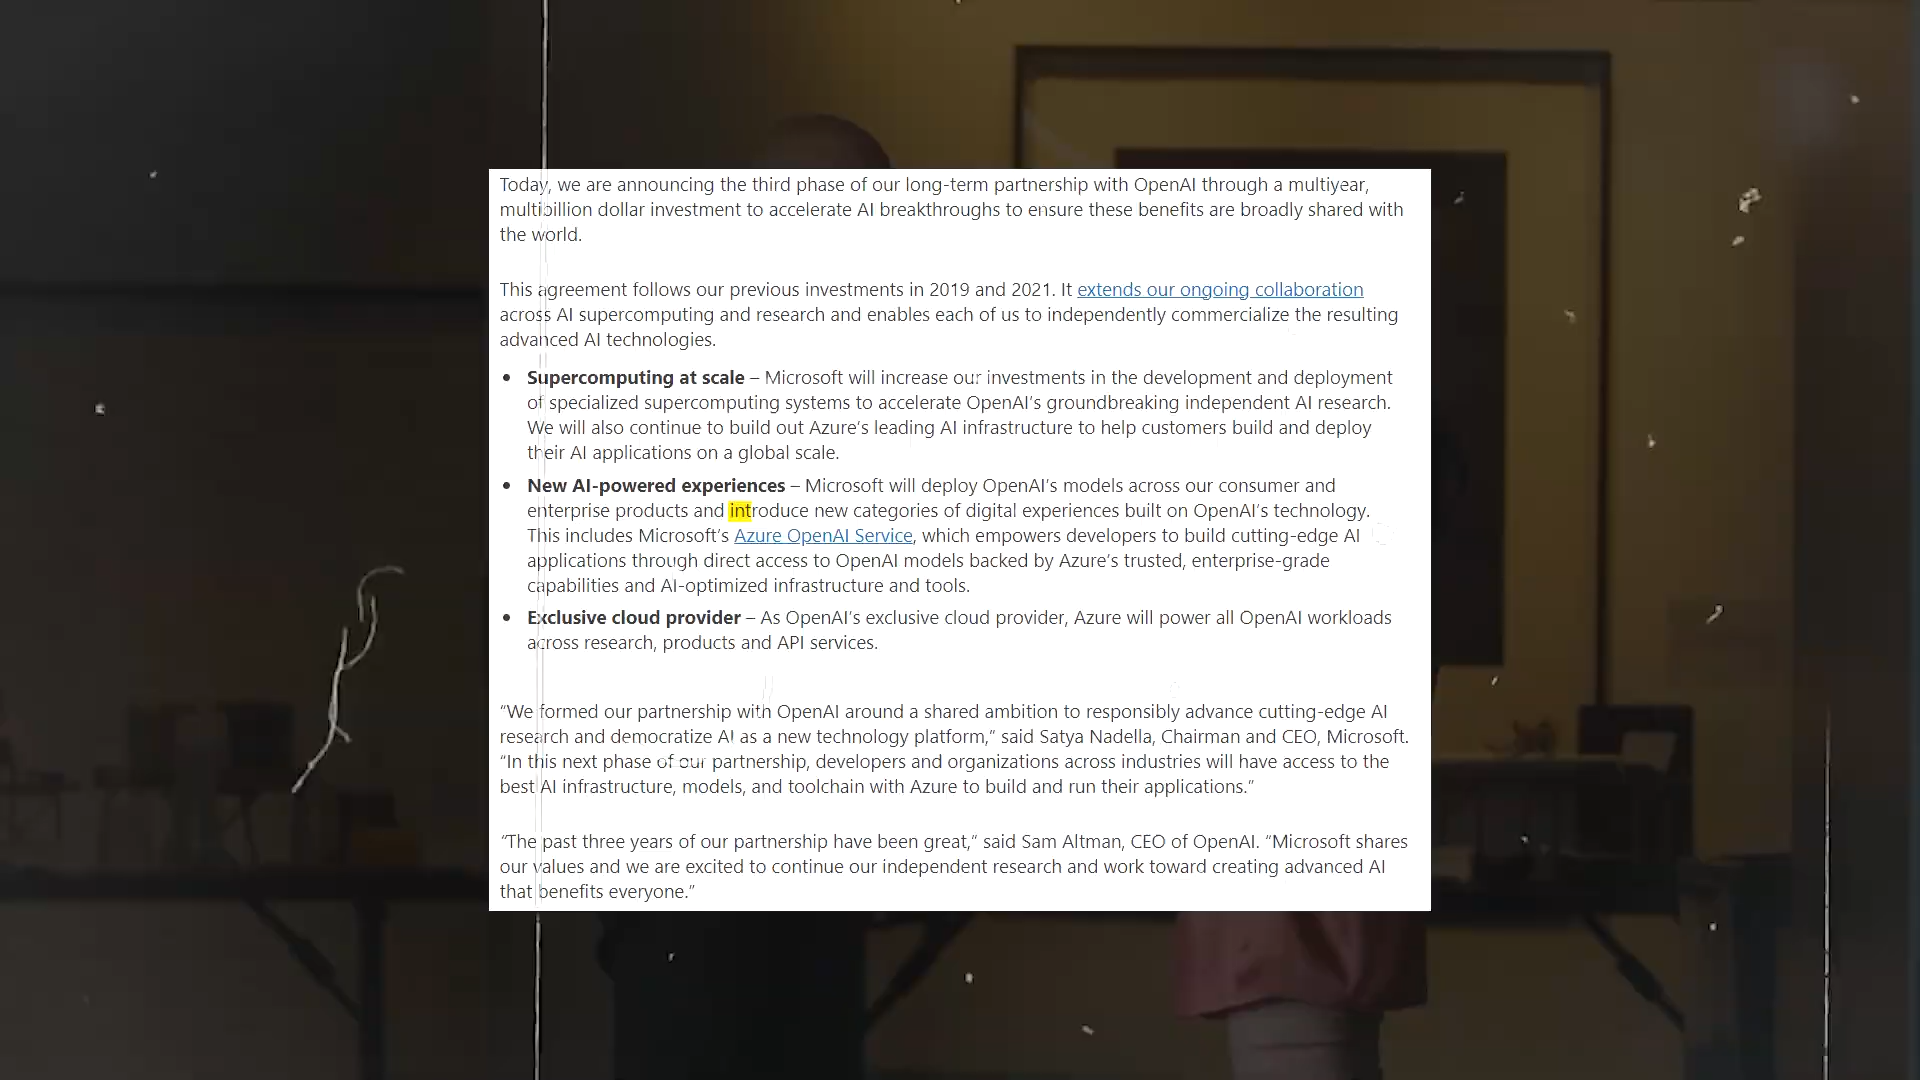 Today, we are announcing the third phase of our long-term partnership with OpenAI through a multiyear,
multibillion dollar investment to accelerate AI breakthroughs to ensure these benefits are broadly shared with
the world.
This agreement follows our previous investments in 2019 and 2021. It extends our ongoing collaboration
across AI supercomputing and research and enables each of us to independently commercialize the resulting
advanced AI technologies.
• Supercomputing at scale – Microsoft will increase our investments in the development and deployment
of specialized supercomputing systems to accelerate OpenAI’s groundbreaking independent AI research.
We will also continue to build out Azure’s leading AI infrastructure to help customers build and deploy
their AI applications on a global scale.
• New AI-powered experiences – Microsoft will deploy OpenAI’s models across our consumer and
enterprise products and introduce new categories of digital experiences built on OpenAI’s technology.
This includes Microsoft’s Azure OpenAI Service, which empowers developers to build cutting-edge AI
applications through direct access to OpenAI models backed by Azure’s trusted, enterprise-grade
capabilities and AI-optimized infrastructure and tools.
• Exclusive cloud provider – As OpenAI’s exclusive cloud provider, Azure will power all OpenAI workloads
across research, products and API services.
“We formed our partnership with OpenAI around a shared ambition to responsibly advance cutting-edge AI
research and democratize AI as a new technology platform,” said Satya Nadella, Chairman and CEO, Microsoft.
“In this next phase of our partnership, developers and organizations across industries will have access to the
best AI infrastructure, models, and toolchain with Azure to build and run their applications.”
“The past three years of our partnership have been great,” said Sam Altman, CEO of OpenAI. “Microsoft shares
our values and we are excited to continue our independent research and work toward creating advanced AI
that benefits everyone.”